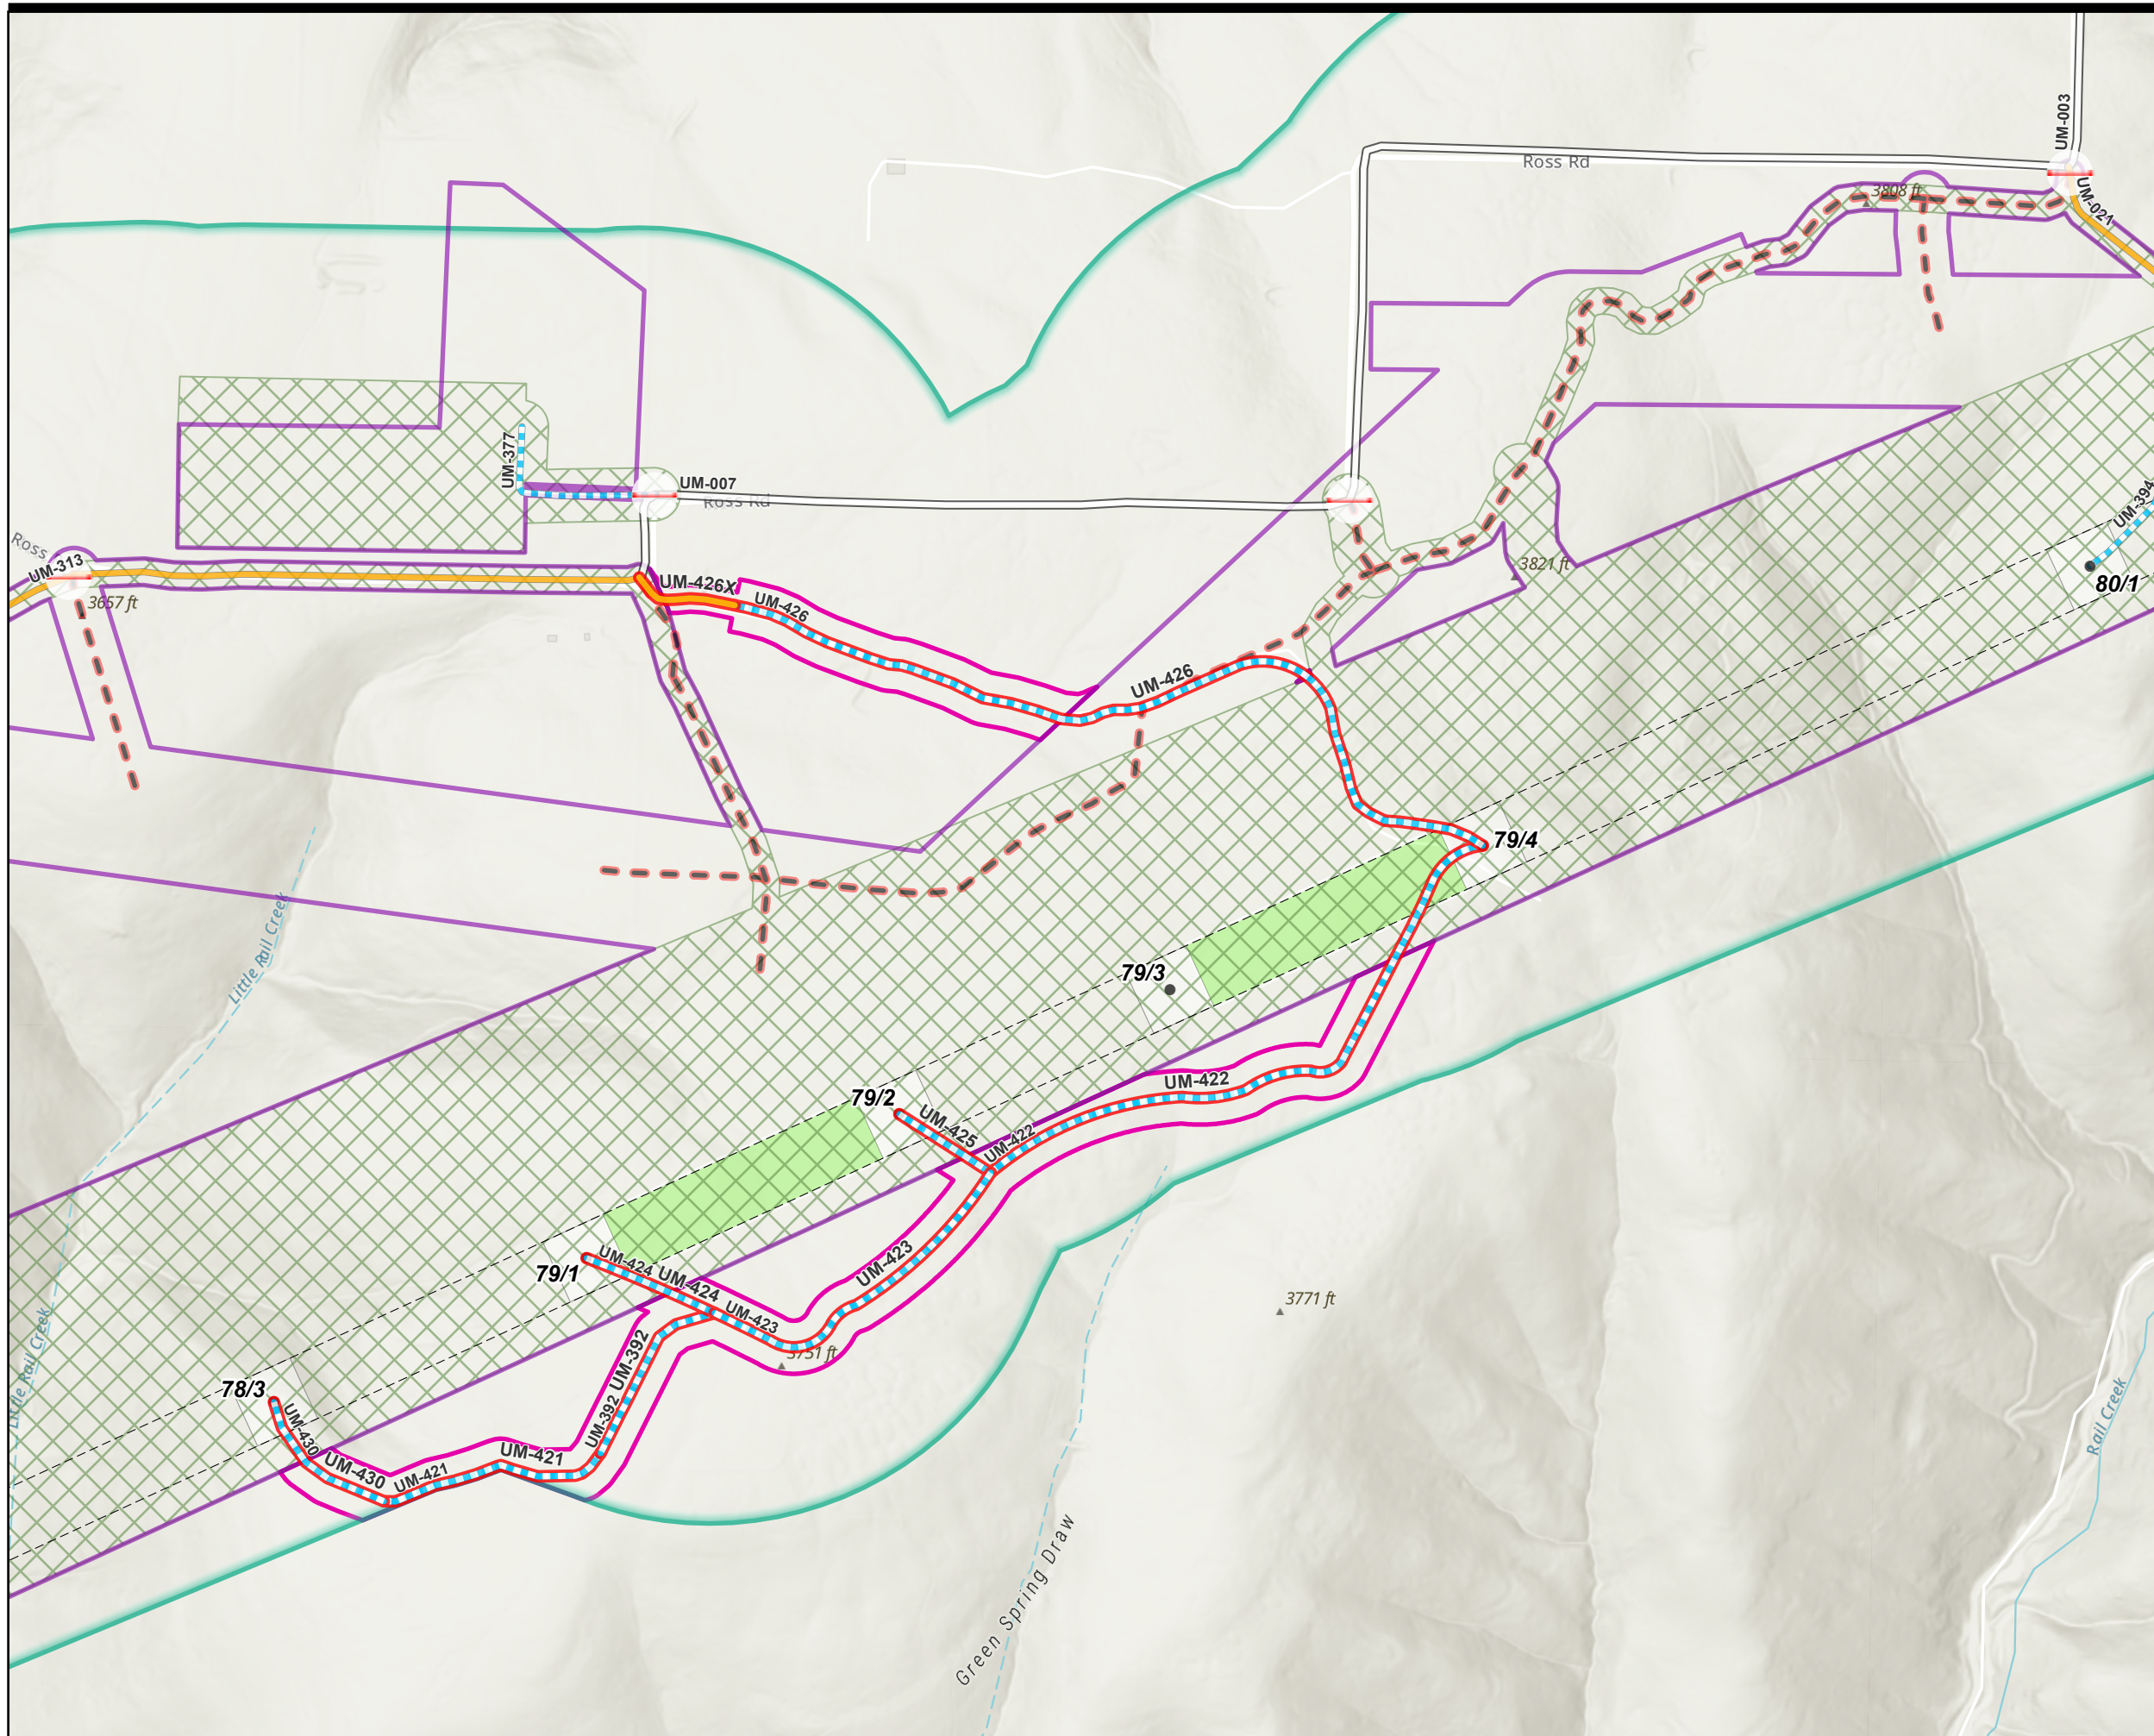 UM-003
Ross Rd
3808 ft
UM-021
UM-377
UM-007
Ross Rd
UM-394
Ross
UM-313
3657 ft
3821 ft
80/1
UM-426X
UM-426
UM-426
79/4
Little Rail Creek
79/3
79/2
UM-425
UM-422
UM-422
79/1
UM-424
UM-424
UM-423
UM-423
3771 ft
3751 ft
Little Rail Creek
UM-392
UM-392
78/3
UM-430
UM-430
UM-421
UM-421
Rail Creek
Green Spring Draw